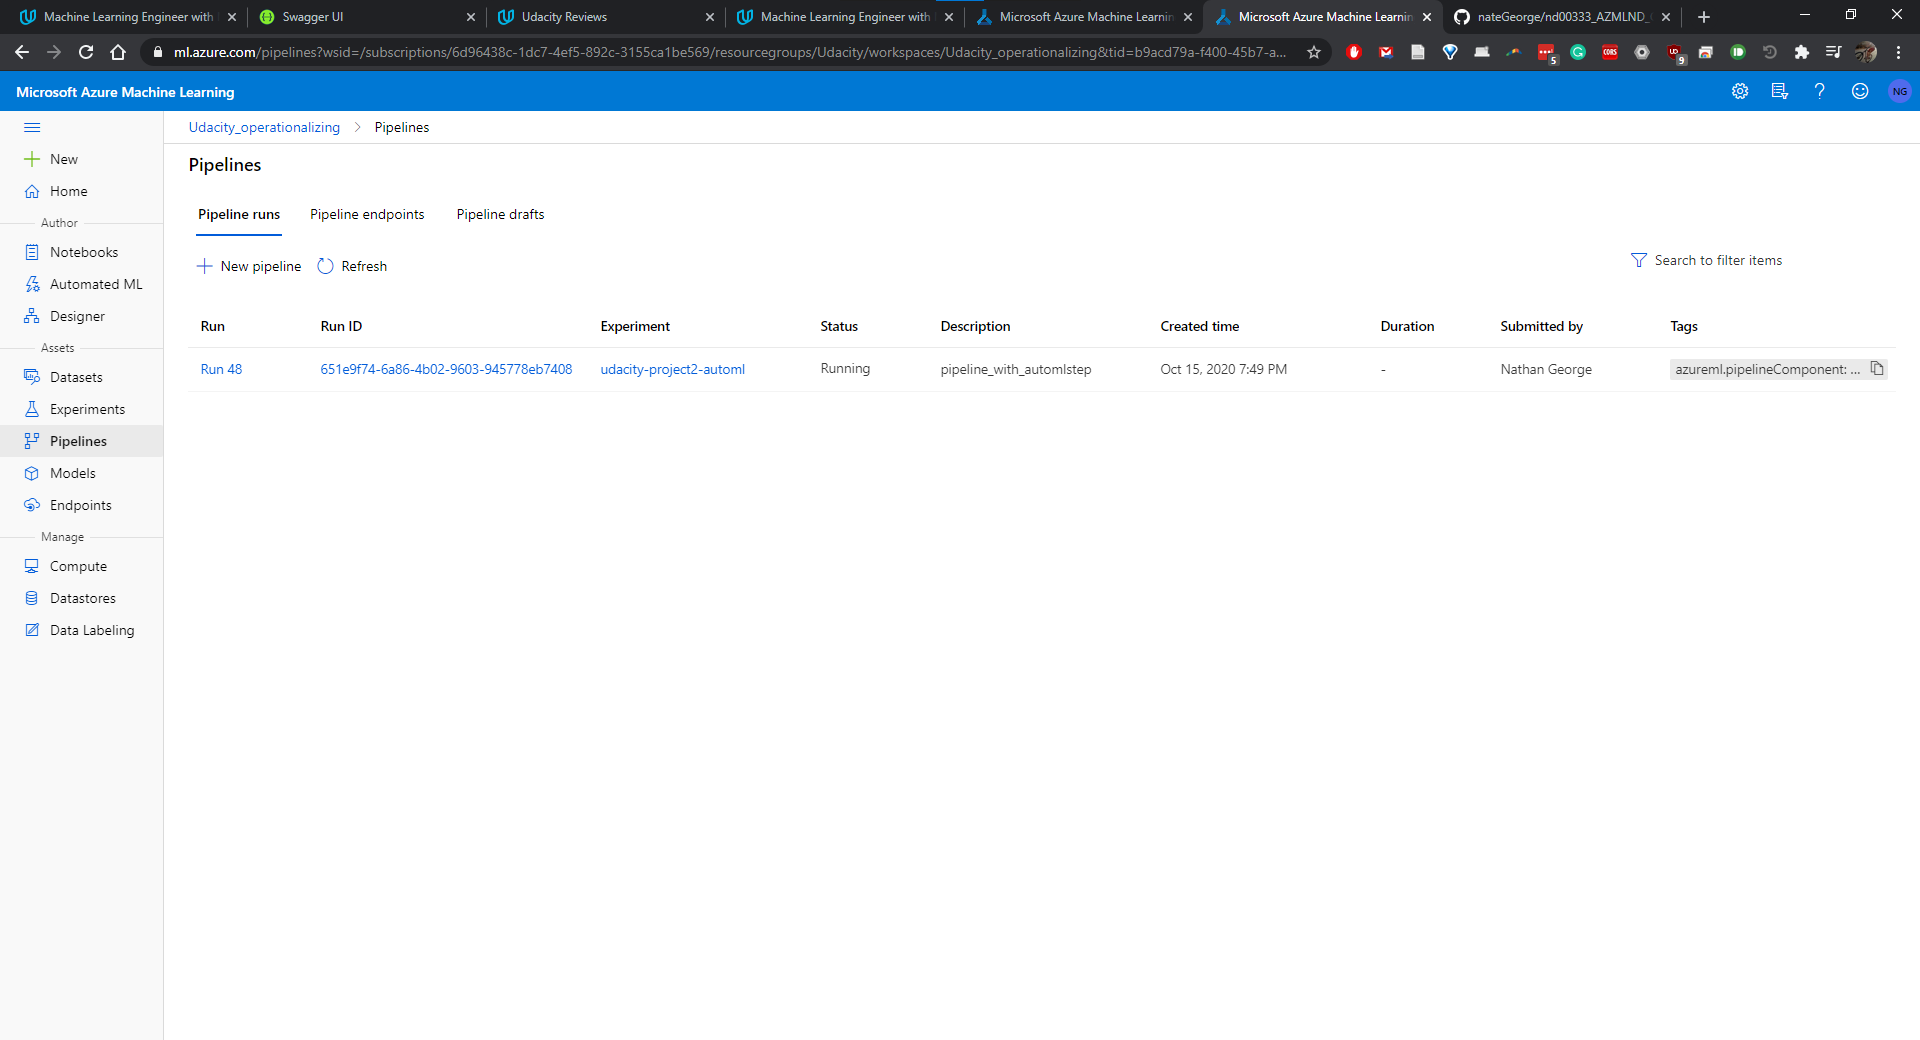 Machine Learning Engineer with
Swagger UI
Udacity Reviews
Machine Learning Engineer with
Microsoft Azure Machine Learnin
Microsoft Azure Machine Learnin
nateGeorge/nd00333_AZMLND_
ml.azure.com/pipelines?wsid=/subscriptions/6d96438c-1dc7-4ef5-892c-3155ca1be569/resourcegroups/Udacity/workspaces/Udacity_operationalizing&tid=b9acd79a-f400-45b7-a...
5
CORS
9
Microsoft Azure Machine Learning
NG
Udacity_operationalizing > Pipelines
New
Home
Author
Notebooks
Automated ML
Designer
Assets
Datasets
Experiments
Pipelines
Models
Endpoints
Manage
Compute
Datastores
Data Labeling
Pipelines
Pipeline runs Pipeline endpoints Pipeline drafts
New pipeline Refresh
Search to filter items
Run Run ID Experiment Status Description Created time Duration Submitted by Tags
Run 48 651e9f74-6a86-4b02-9603-945778eb7408 udacity-project2-automl Running pipeline_with_automlstep Oct 15, 2020 7:49 PM - Nathan George azureml.pipelineComponent: ...